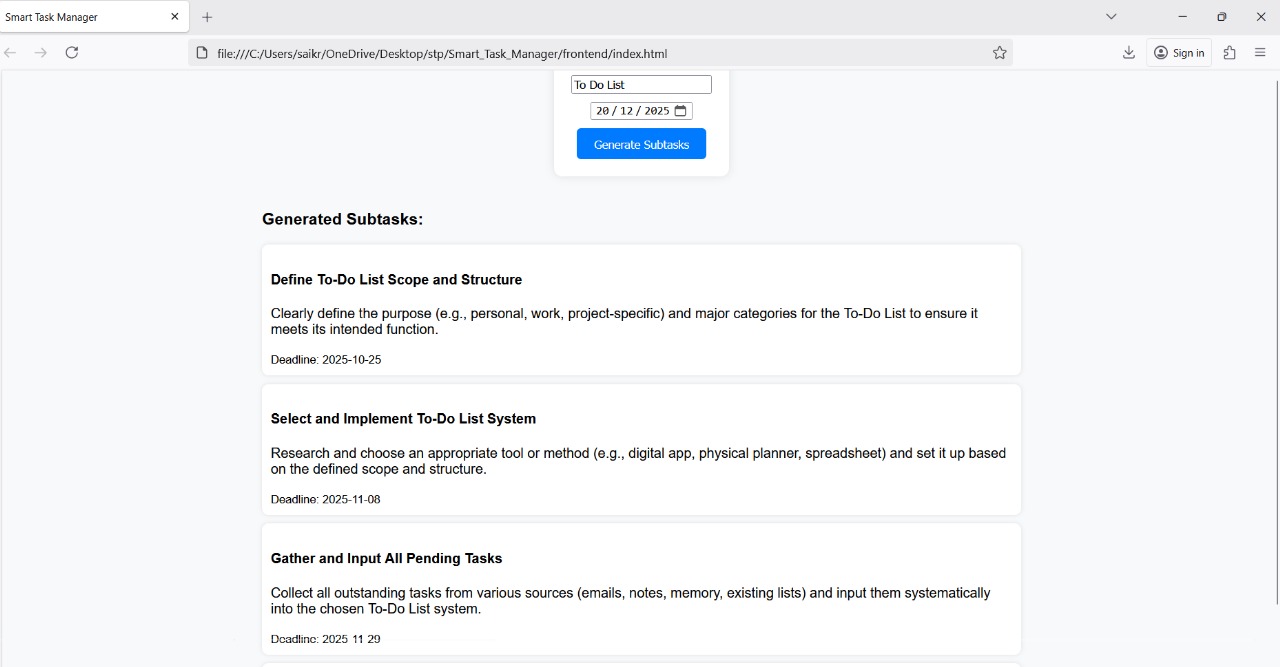 Smart Task Manager
file:///C:/Users/saikr/OneDrive/Desktop/stp/Smart_Task_Manager/frontend/index.html
Sign in
To Do List
20 / 12 / 2025
Generate Subtasks
Generated Subtasks:
Define To-Do List Scope and Structure
Clearly define the purpose (e.g., personal, work, project-specific) and major categories for the To-Do List to ensure it
meets its intended function.
Deadline: 2025-10-25
Select and Implement To-Do List System
Research and choose an appropriate tool or method (e.g., digital app, physical planner, spreadsheet) and set it up based
on the defined scope and structure.
Deadline: 2025-11-08
Gather and Input All Pending Tasks
Collect all outstanding tasks from various sources (emails, notes, memory, existing lists) and input them systematically
into the chosen To-Do List system.
Deadline: 2025-11-29